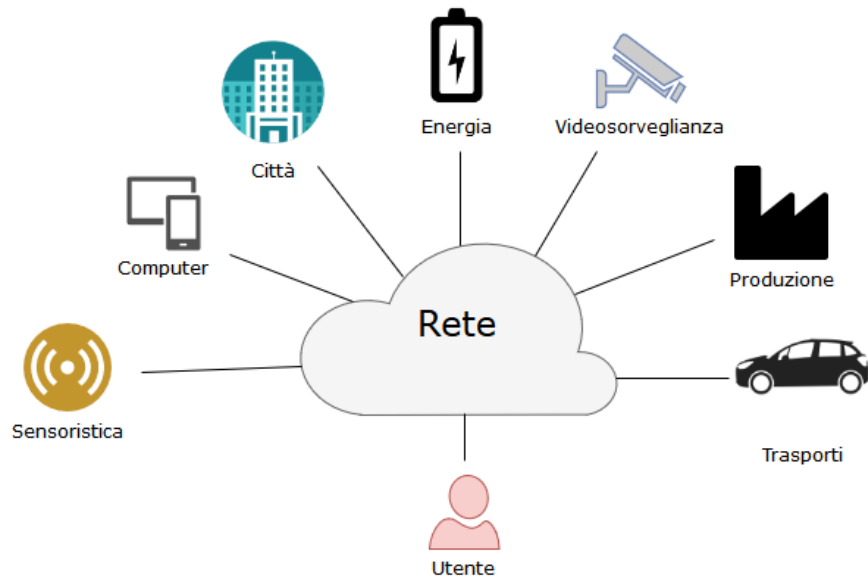 Energia
Videosorveglianza
Città
Computer
Produzione
Rete
Sensoristica
Trasporti
Utente